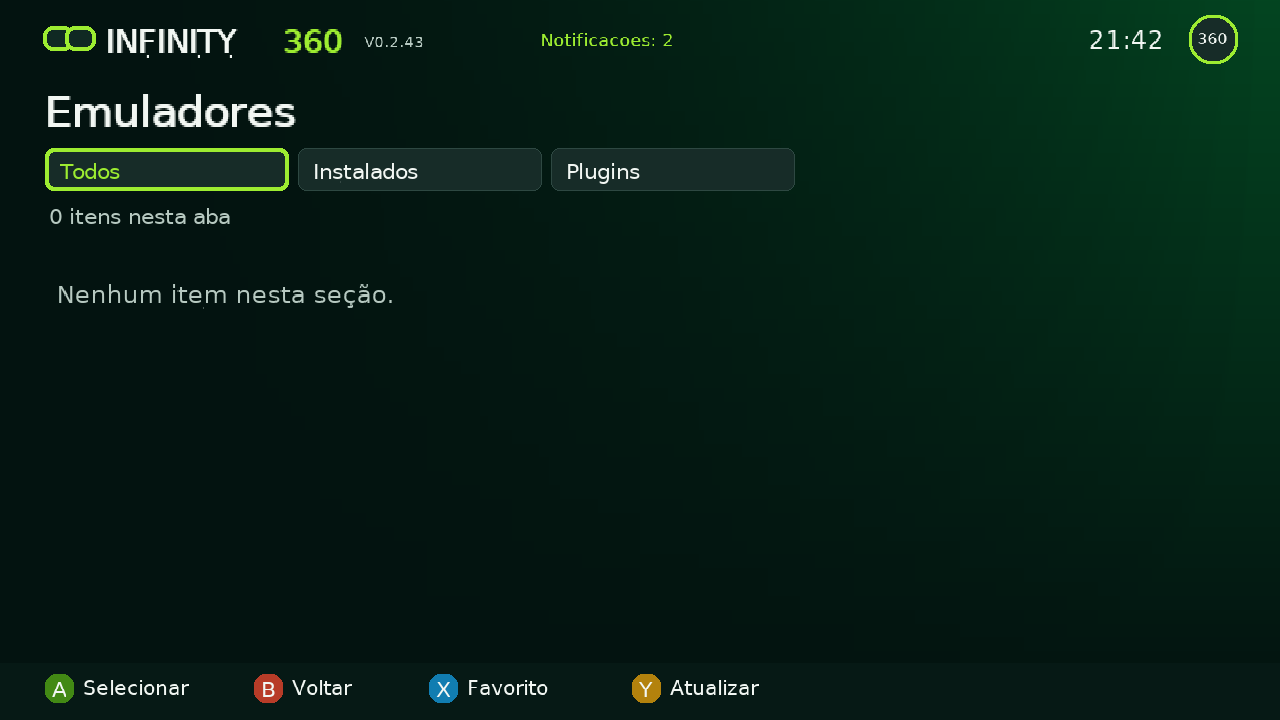 INFINITY 360 V0.2.43 Notificacoes: 2 21:42 360
Emuladores
Todos Instalados Plugins
0 itens nesta aba
Nenhum item nesta seção.
A Selecionar B Voltar X Favorito Y Atualizar